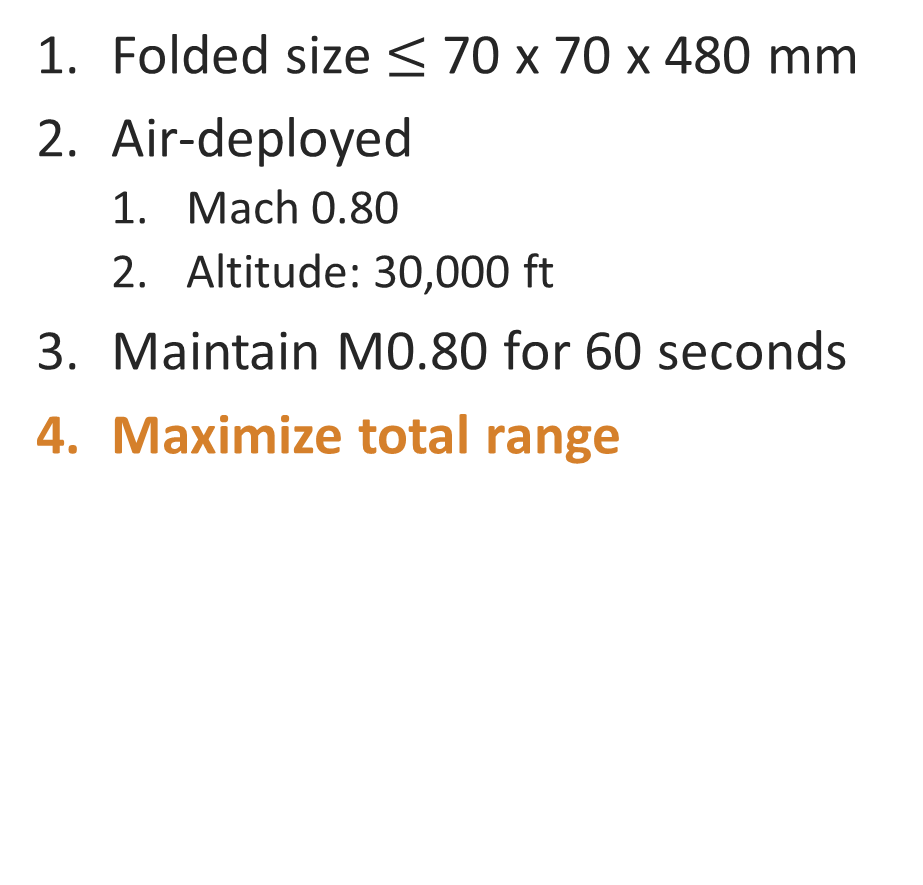 1. Folded size ≤ 70 x 70 x 480 mm
2. Air-deployed
1. Mach 0.80
2. Altitude: 30,000 ft
3. Maintain M0.80 for 60 seconds
4. Maximize total range